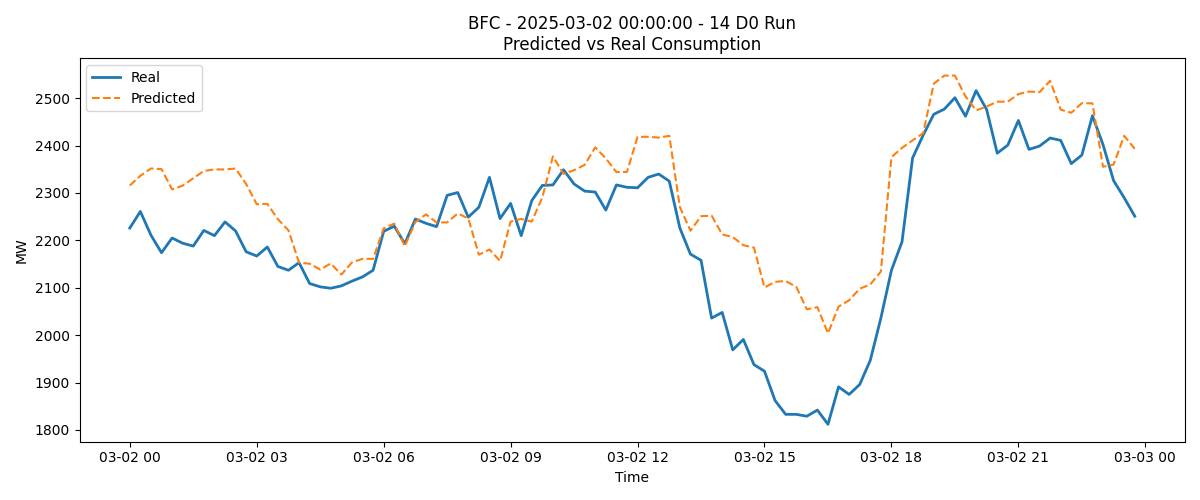 BFC - 2025-03-02 00:00:00 - 14 D0 Run
Predicted vs Real Consumption
Real
Predicted
2500
2400
2300
2200
2100
2000
1900
1800
MW
03-02 00 03-02 03 03-02 06 03-02 09 03-02 12 03-02 15 03-02 18 03-02 21 03-03 00
Time